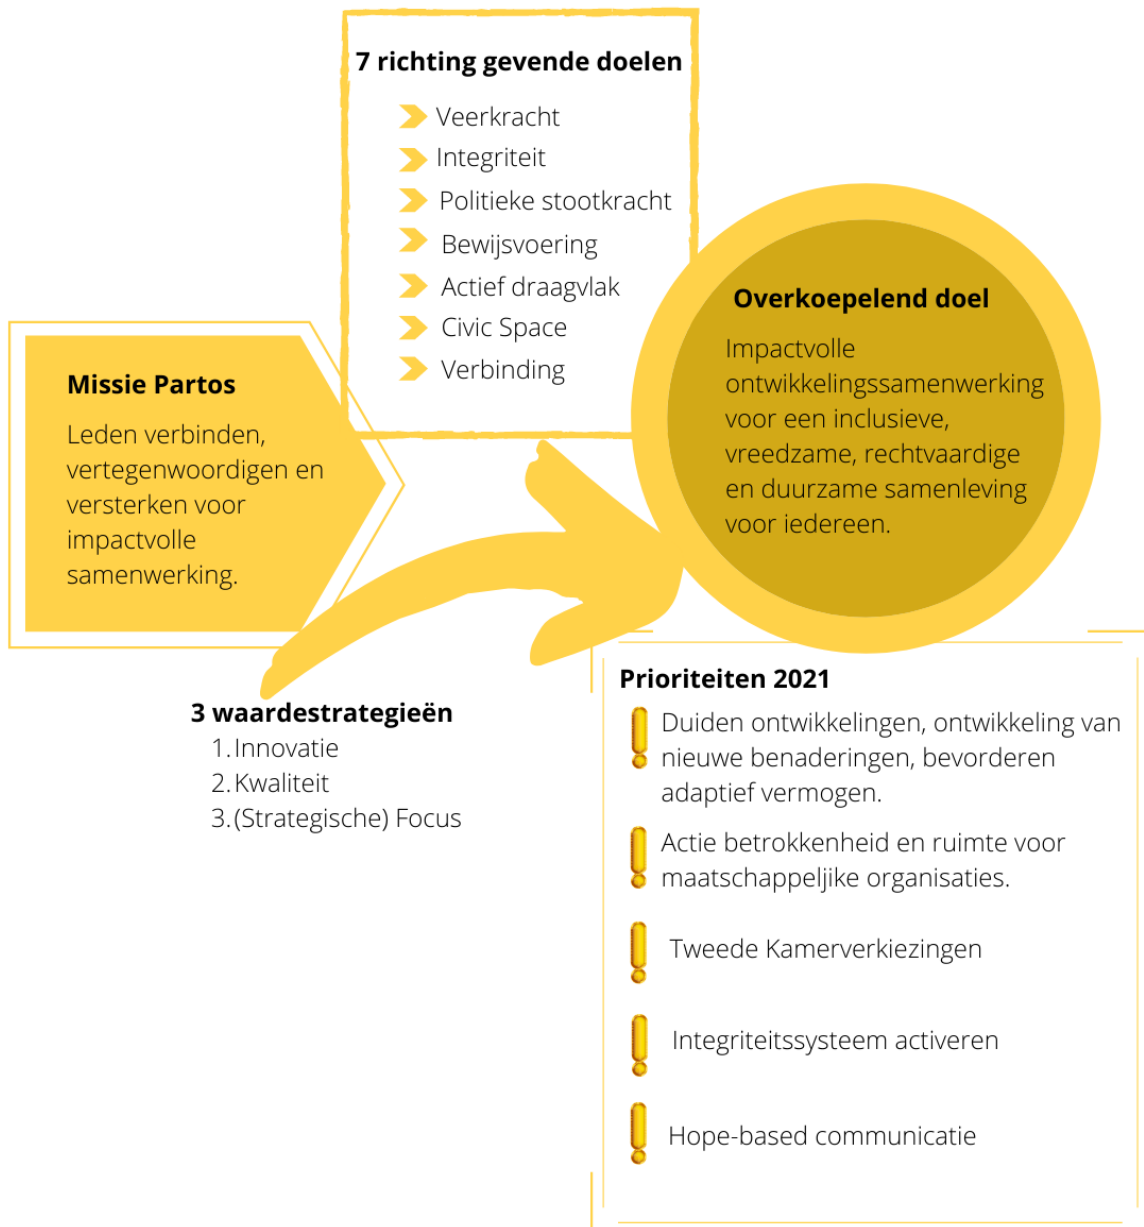 7 richting gevende doelen
Veerkracht
Integriteit
Politieke stootkracht
Bewijsvoering
Actief draagvlak
Civic Space
Verbinding
Missie Partos
Leden verbinden,
vertegenwoordigen en
versterken voor
impactvolle
samenwerking.
Overkoepelend doel
Impactvolle
ontwikkelingssamenwerking
voor een inclusieve,
vreedzame, rechtvaardige
en duurzame samenleving
voor iedereen.
3 waardestrategieën
1. Innovatie
2. Kwaliteit
3. (Strategische) Focus
Prioriteiten 2021
Duiden ontwikkelingen, ontwikkeling van
nieuwe benaderingen, bevorderen
adaptief vermogen.
Actie betrokkenheid en ruimte voor
maatschappeljike organisaties.
Tweede Kamerverkiezingen
Integriteitssysteem activeren
Hope-based communicatie